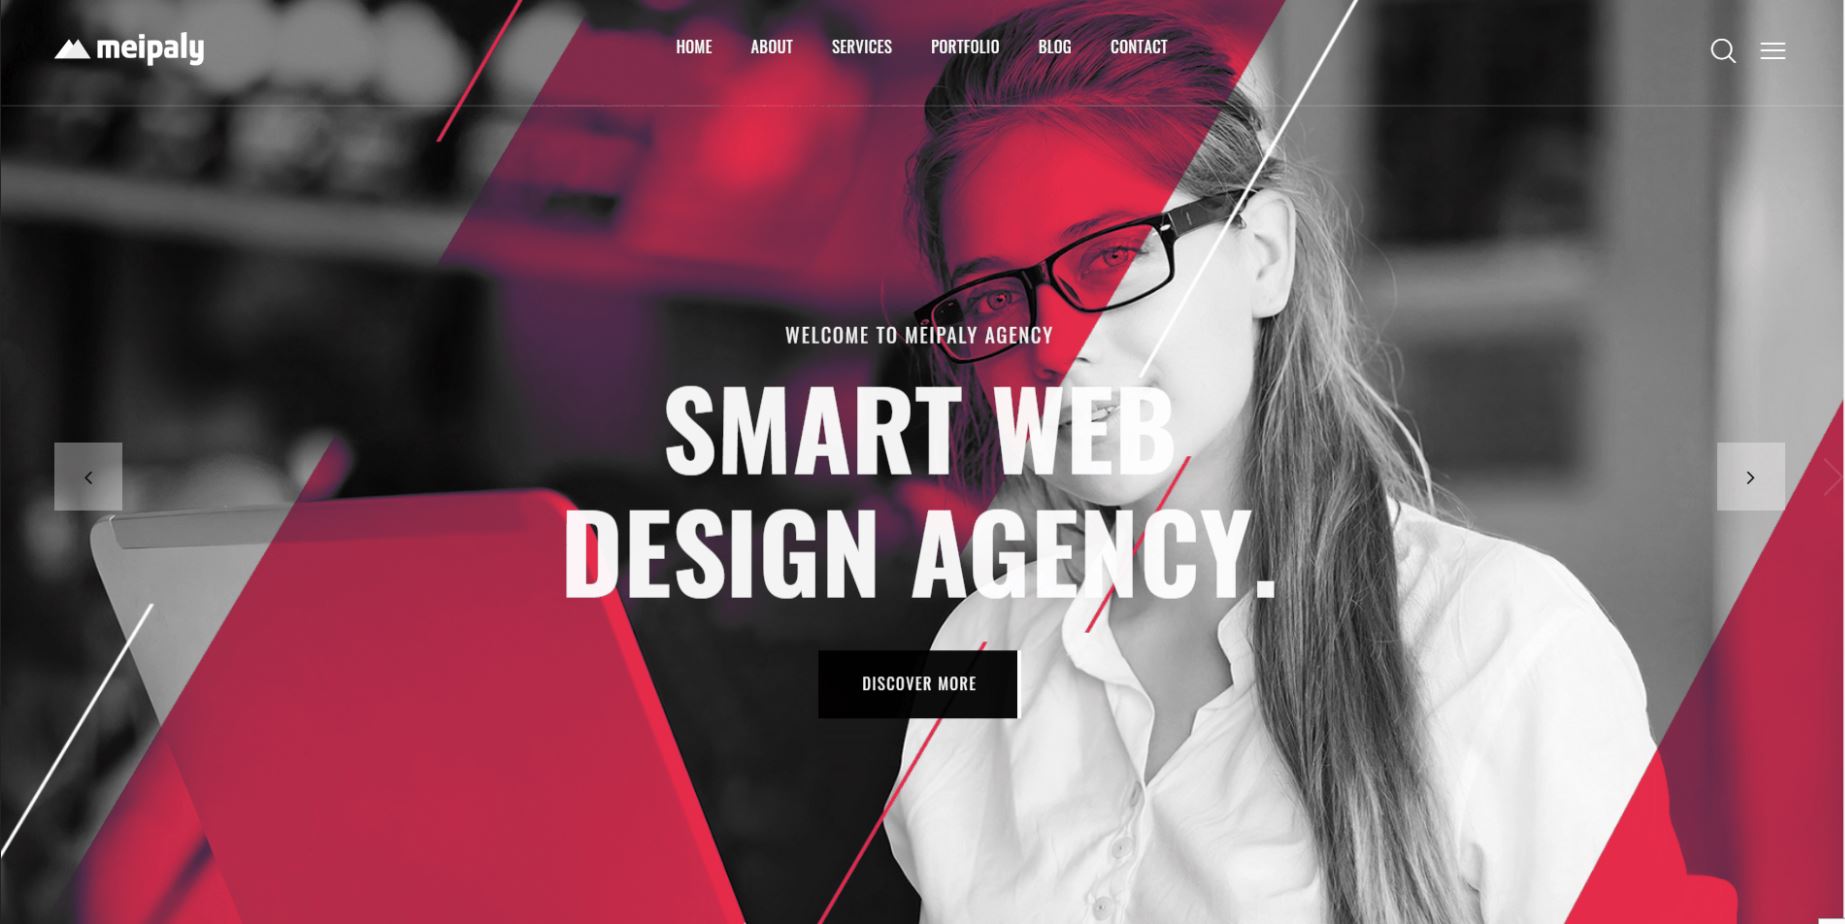 meipaly
HOME ABOUT SERVICES PORTFOLIO BLOG CONTACT
WELCOME TO MEIPALY AGENCY
SMART WEB
DESIGN AGENCY.
DISCOVER MORE